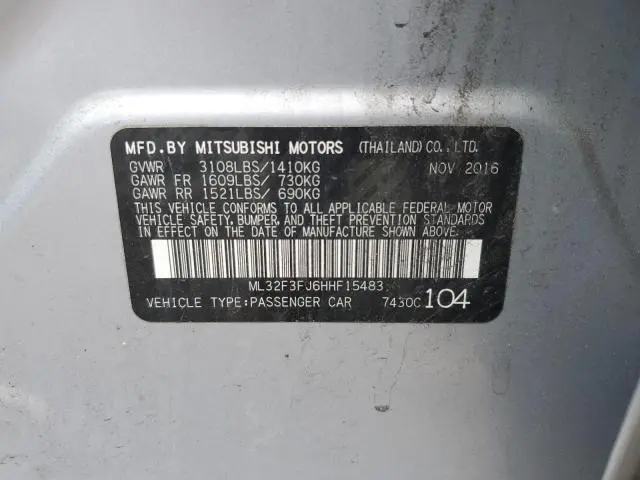 MFD.BY MITSUBISHI MOTORS (THAILAND) CO.,LTD.
GVWR 3108LBS/1410KG NOV 2016
GAWR FR 1609LBS/ 730KG
GAWR RR 1521LBS/ 690KG
THIS VEHICLE CONFORMS TO ALL APPLICABLE FEDERAL MOTOR
VEHICLE SAFETY, BUMPER, AND THEFT PREVENTION STANDARDS
IN EFFECT ON THE DATE OF MANUFACTURE SHOWN ABOVE.
ML32F3FJ6HHF15483
VEHICLE TYPE:PASSENGER CAR 7430C 104